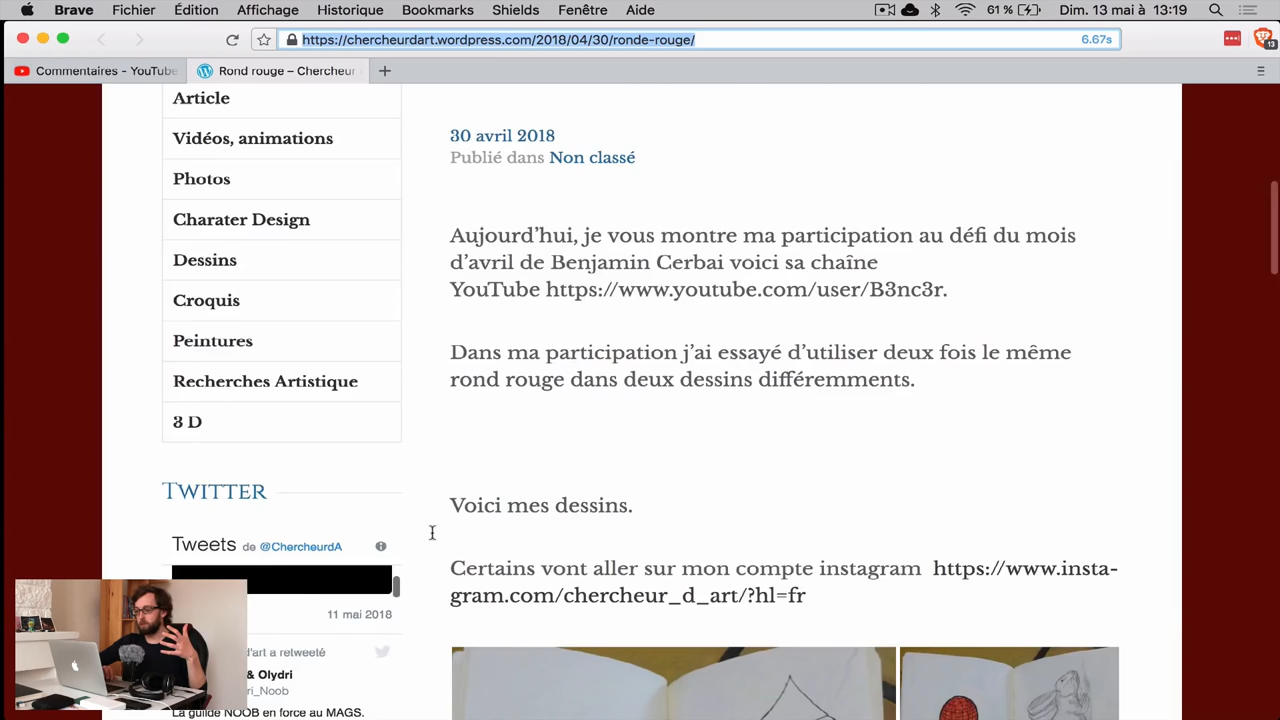 Brave Fichier Édition Affichage Historique Bookmarks Shields Fenêtre Aide 61 % Dim. 13 mai à 13:19
https://chercheurdart.wordpress.com/2018/04/30/ronde-rouge/ 6.67s 13
Commentaires - YouTube Rond rouge – Chercheur
Article
Vidéos, animations
Photos
Charater Design
Dessins
Croquis
Peintures
Recherches Artistique
3 D
Twitter
Tweets de @ChercheurdA
11 mai 2018
d'art a retweeté
& Olydri
ri_Noob
La guilde NOOB en force au MAGS.
30 avril 2018
Publié dans Non classé
Aujourd'hui, je vous montre ma participation au défi du mois
d'avril de Benjamin Cerbai voici sa chaîne
YouTube https://www.youtube.com/user/B3nc3r.
Dans ma participation j'ai essayé d'utiliser deux fois le même
rond rouge dans deux dessins différemments.
Voici mes dessins.
Certains vont aller sur mon compte instagram https://www.insta-
gram.com/chercheur_d_art/?hl=fr